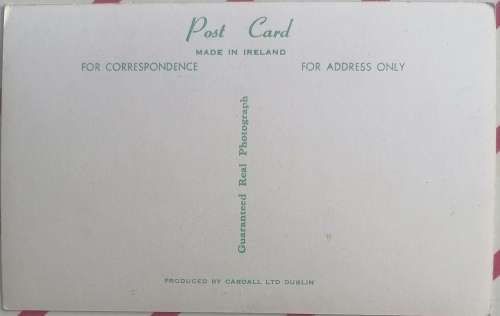 Post Card
MADE IN IRELAND
FOR CORRESPONDENCE
FOR ADDRESS ONLY
Guaranteed Real Photograph
PRODUCED BY CARDALL LTD DUBLIN